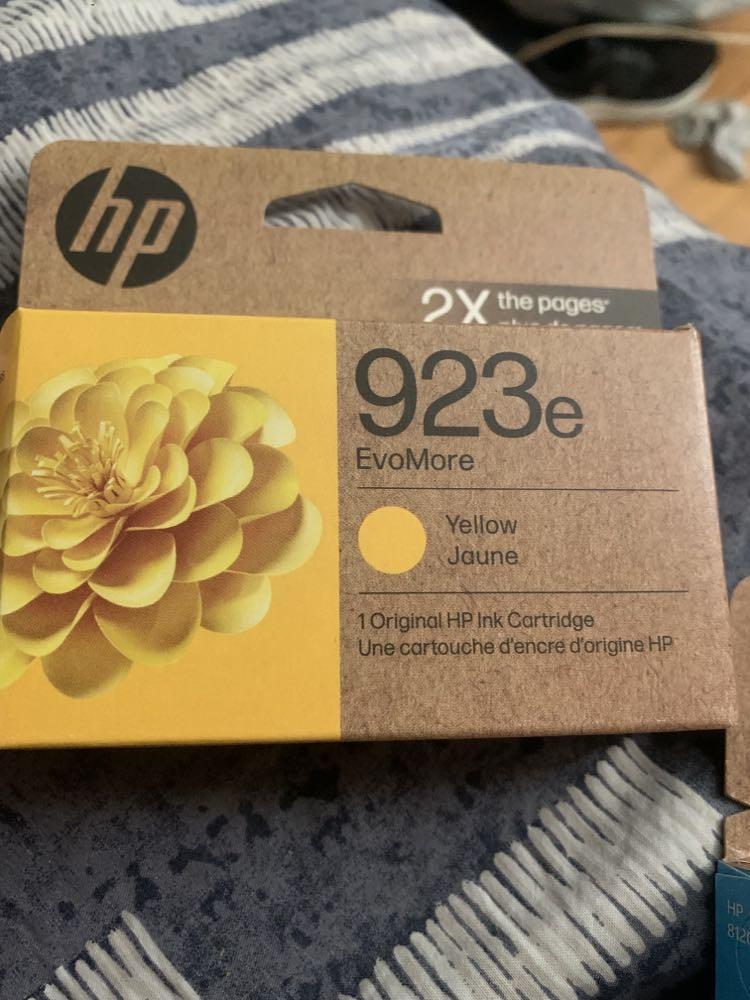 hp
2X the pages*
923e
EvoMore
Yellow
Jaune
1 Original HP Ink Cartridge
Une cartouche d'encre d'origine HP
HP
812